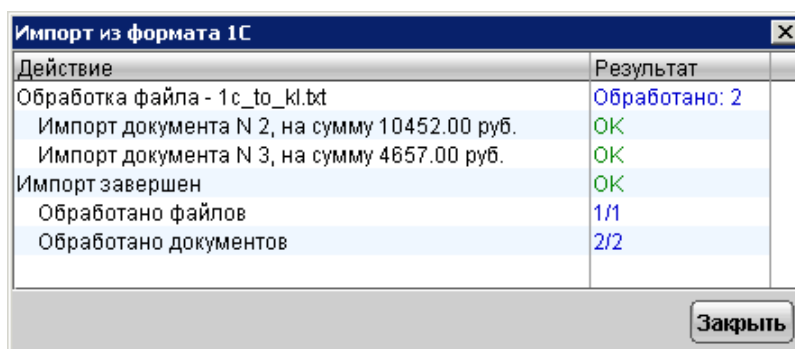 Импорт из формата 1С
Действие Результат
Обработка файла - 1c_to_kl.txt Обработано: 2
Импорт документа N 2, на сумму 10452.00 руб. OK
Импорт документа N 3, на сумму 4657.00 руб. OK
Импорт завершен OK
Обработано файлов 1/1
Обработано документов 2/2
Закрыть